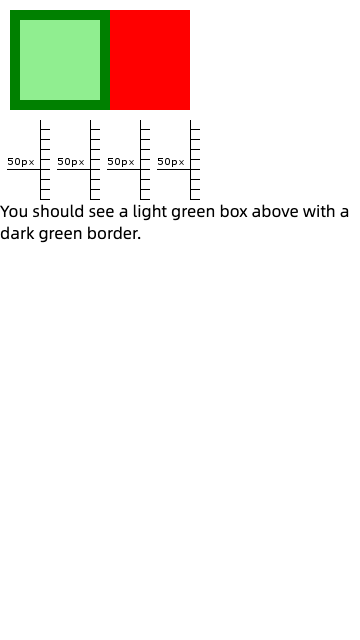 50px 50px 50px 50px
You should see a light green box above with a
dark green border.